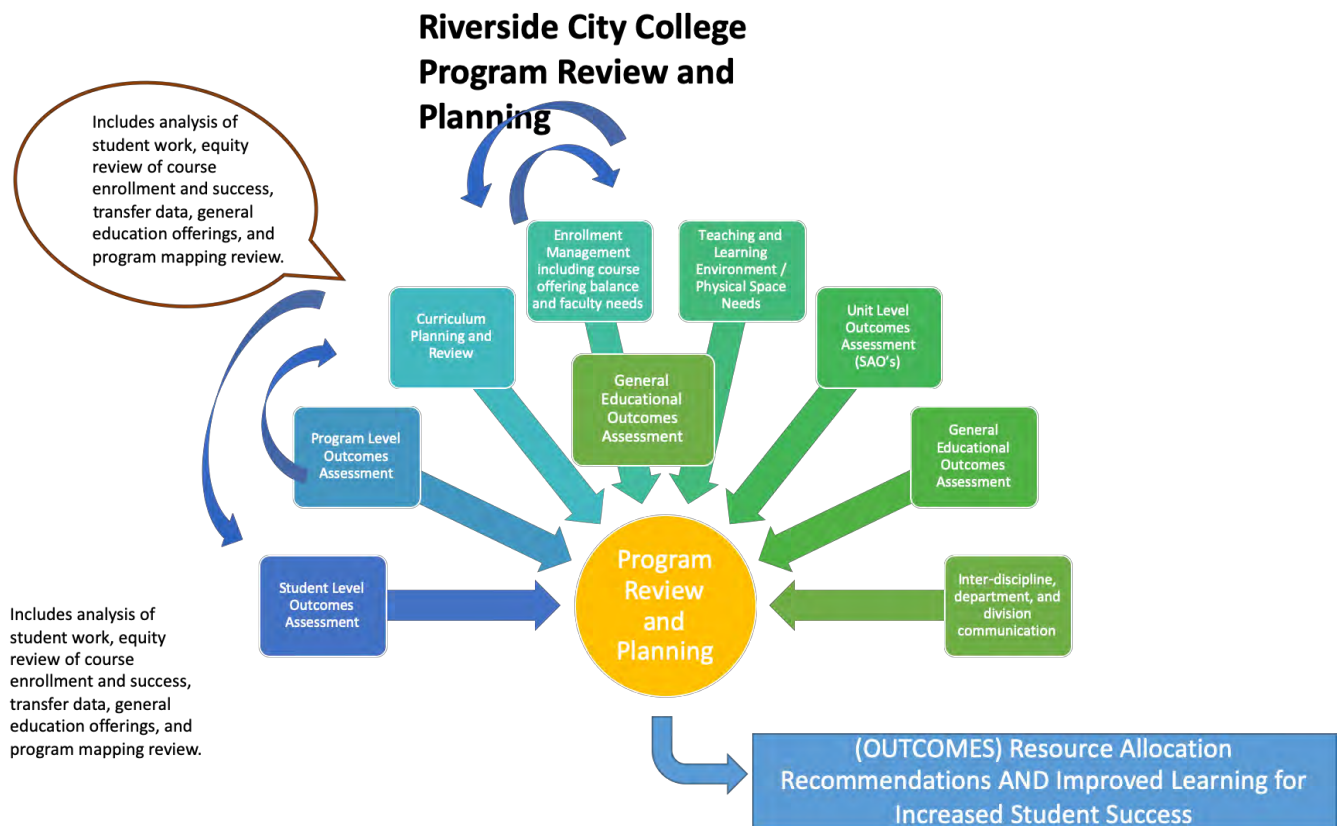 Riverside City College
Program Review and
Planning
Includes analysis of
student work, equity
review of course
enrollment and success,
transfer data, general
education offerings, and
program mapping review.
Enrollment
Management
including course
offering balance
and faculty needs
Teaching and
Learning
Environment /
Physical Space
Needs
Curriculum
Planning and
Review
Unit Level
Outcomes
Assessment
(SAO's)
General
Educational
Outcomes
Assessment
Program Level
Outcomes
Assessment
General
Educational
Outcomes
Assessment
Student Level
Outcomes
Assessment
Program
Review
and
Planning
Inter-discipline,
department, and
division
communication
Includes analysis of
student work, equity
review of course
enrollment and success,
transfer data, general
education offerings, and
program mapping review.
(OUTCOMES) Resource Allocation
Recommendations AND Improved Learning for
Increased Student Success